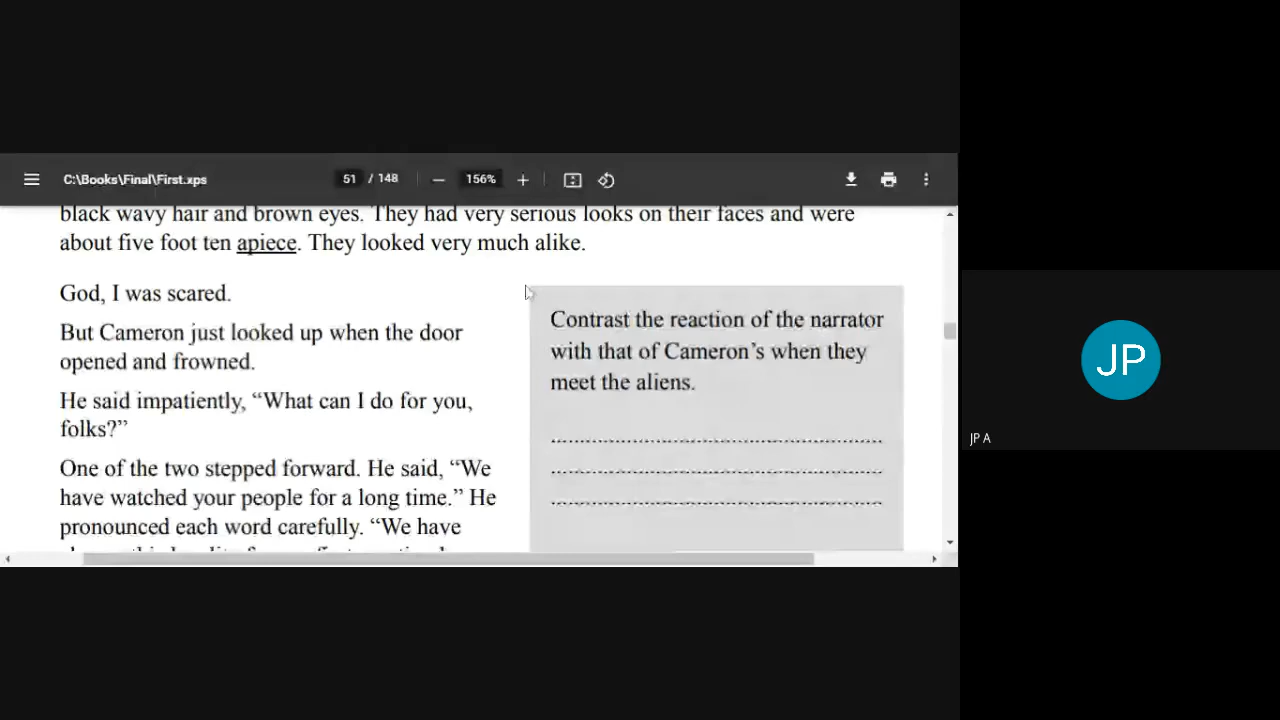 C:\Books\Final\First.xps
51 / 148
156%
black wavy hair and brown eyes. They had very serious looks on their faces and were
about five foot ten apiece. They looked very much alike.
God, I was scared.
But Cameron just looked up when the door
opened and frowned.
He said impatiently, “What can I do for you,
folks?”
One of the two stepped forward. He said, “We
have watched your people for a long time.” He
pronounced each word carefully. “We have
Contrast the reaction of the narrator
with that of Cameron’s when they
meet the aliens.
JP
JP A